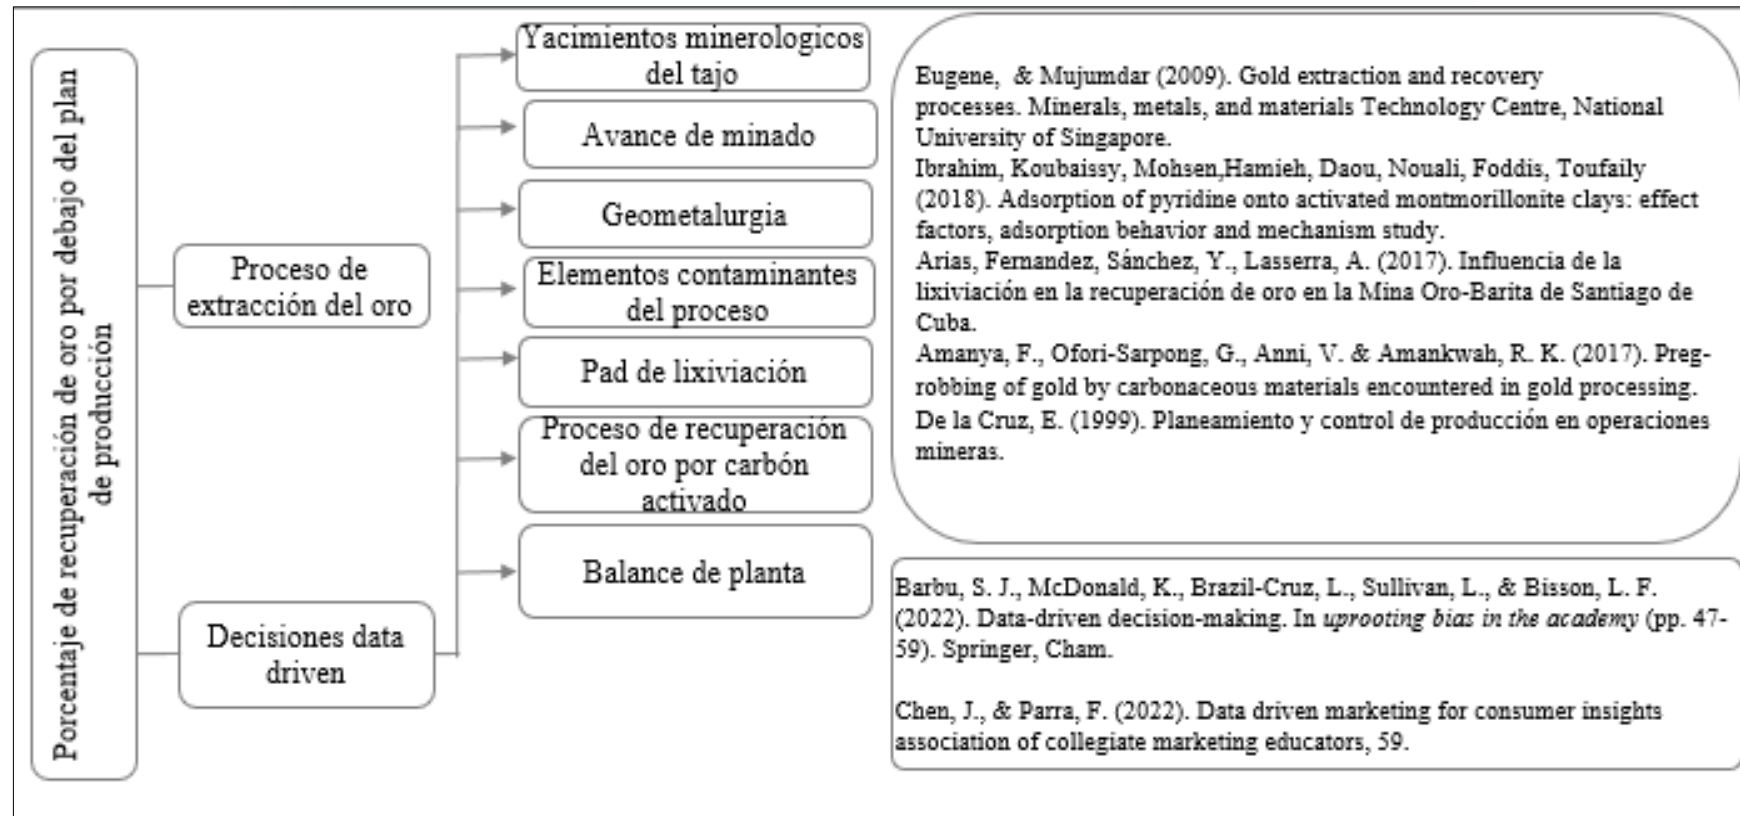 Porcentaje de recuperación de oro por debajo del plan
de producción
Proceso de
extracción del oro
Decisiones data
driven
Yacimientos minerologicos
del tajo
Avance de minado
Geometalurgia
Elementos contaminantes
del proceso
Pad de lixiviación
Proceso de recuperación
del oro por carbón
activado
Balance de planta
Eugene, & Mujumdar (2009). Gold extraction and recovery
processes. Minerals, metals, and materials Technology Centre, National
University of Singapore.
Ibrahim, Koubaissy, Mohsen,Hamieh, Daou, Nouali, Foddis, Toufaily
(2018). Adsorption of pyridine onto activated montmorillonite clays: effect
factors, adsorption behavior and mechanism study.
Arias, Fernandez, Sánchez, Y., Lasserra, A. (2017). Influencia de la
lixiviación en la recuperación de oro en la Mina Oro-Barita de Santiago de
Cuba.
Amanya, F., Ofori-Sarpong, G., Anni, V. & Amankwah, R. K. (2017). Preg-
robbing of gold by carbonaceous materials encountered in gold processing.
De la Cruz, E. (1999). Planeamiento y control de producción en operaciones
mineras.
Barbu, S. J., McDonald, K., Brazil-Cruz, L., Sullivan, L., & Bisson, L. F.
(2022). Data-driven decision-making. In uprooting bias in the academy (pp. 47-
59). Springer, Cham.
Chen, J., & Parra, F. (2022). Data driven marketing for consumer insights
association of collegiate marketing educators, 59.